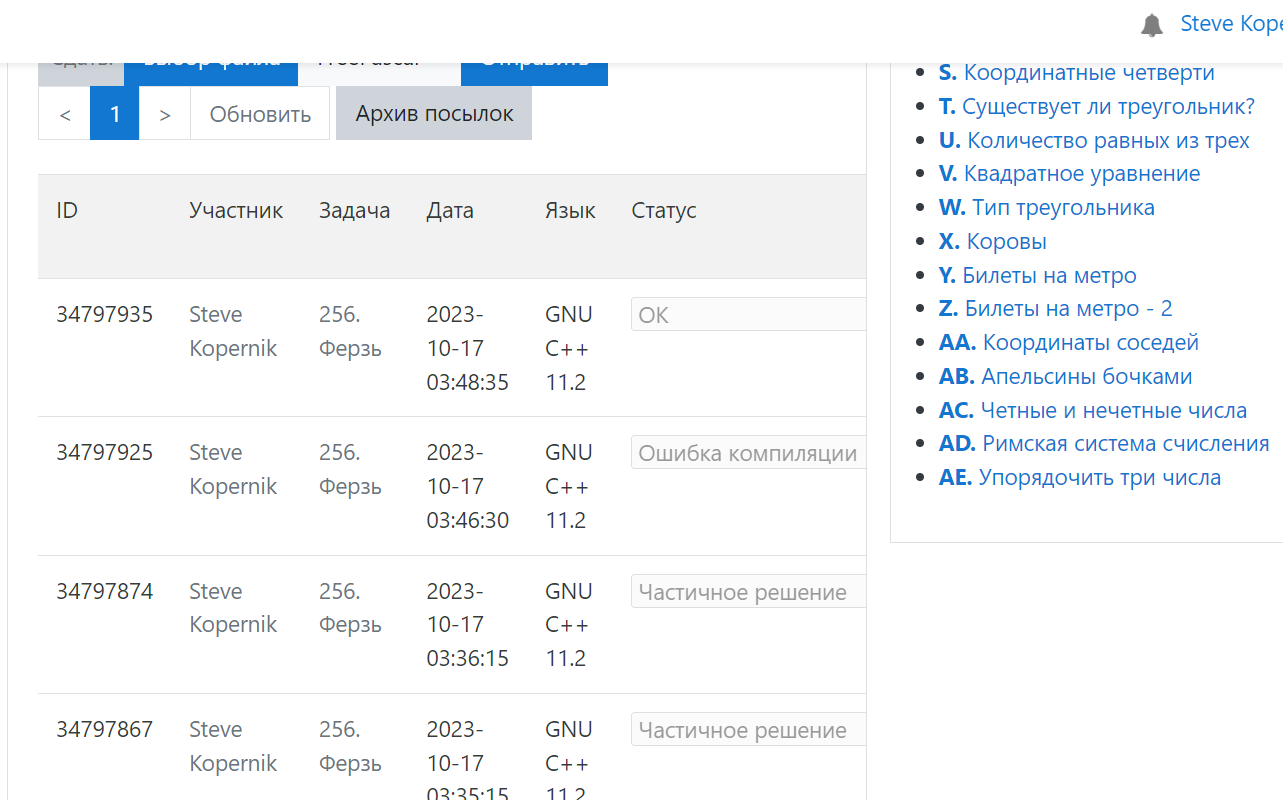 Steve Kope
< 1 > Обновить Архив посылок
ID Участник Задача Дата Язык Статус
34797935 Steve 256. 2023- GNU OK
Kopernik Ферзь 10-17 C++
03:48:35 11.2
34797925 Steve 256. 2023- GNU Ошибка компиляции
Kopernik Ферзь 10-17 C++
03:46:30 11.2
34797874 Steve 256. 2023- GNU Частичное решение
Kopernik Ферзь 10-17 C++
03:36:15 11.2
34797867 Steve 256. 2023- GNU Частичное решение
Kopernik Ферзь 10-17 C++
03:35:15 11.2
S. Координатные четверти
T. Существует ли треугольник?
U. Количество равных из трех
V. Квадратное уравнение
W. Тип треугольника
X. Коровы
Y. Билеты на метро
Z. Билеты на метро - 2
AA. Координаты соседей
AB. Апельсины бочками
AC. Четные и нечетные числа
AD. Римская система счисления
AE. Упорядочить три числа